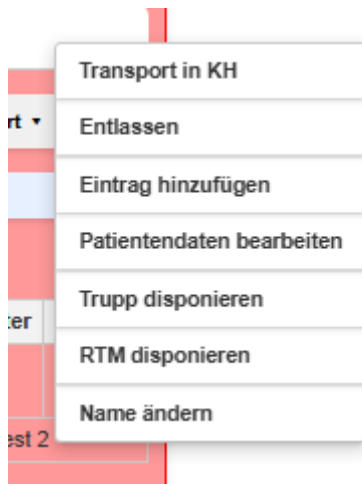 Transport in KH
rt ▾
Entlassen
Eintrag hinzufügen
Patientendaten bearbeiten
Trupp disponieren
ter
RTM disponieren
Name ändern
est 2